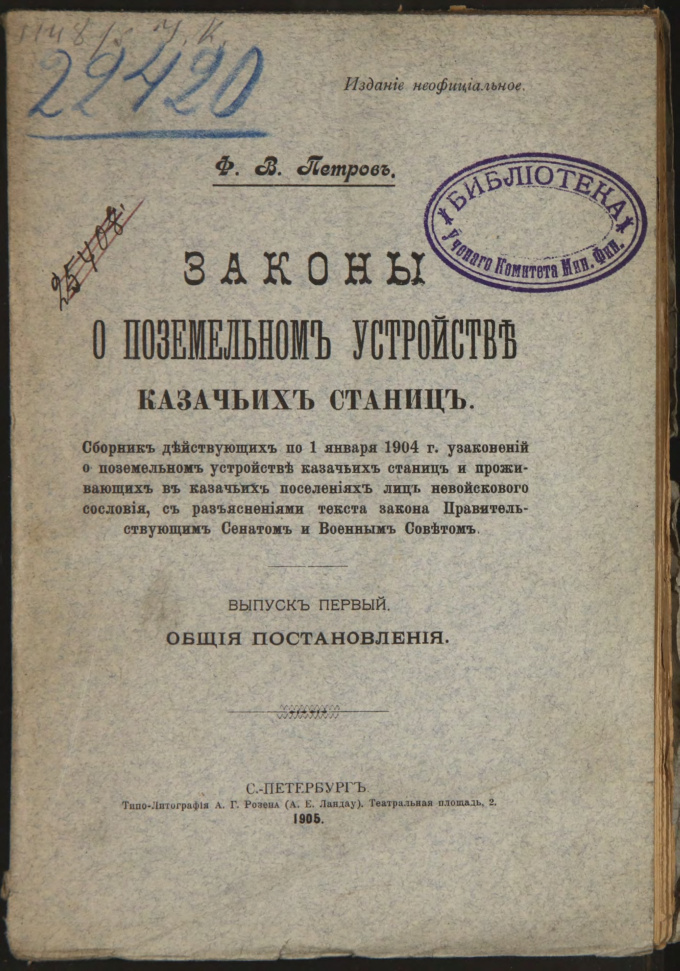 22420
Изданіе неофиціальное.
Ф. В. Петровъ.
БИБЛІОТЕКА
Ученаго Комитета Мин. Фин.
25408
ЗАКОНЫ
О ПОЗЕМЕЛЬНОМЪ УСТРОЙСТВѢ
КАЗАЧЬИХЪ СТАНИЦЪ.
Сборникъ дѣйствующихъ по 1 января 1904 г. узаконеній
о поземельномъ устройствѣ казачьихъ станицъ и прожи-
вающихъ въ казачьихъ поселеніяхъ лицъ невойскового
сословія, съ разъясненіями текста закона Правитель-
ствующимъ Сенатомъ и Военнымъ Совѣтомъ.
ВЫПУСКЪ ПЕРВЫЙ.
ОБЩІЯ ПОСТАНОВЛЕНІЯ.
С.-ПЕТЕРБУРГЪ
Типо-Литографія А. Г. Розена (А. Е. Ландау). Театральная площадь, 2.
1905.